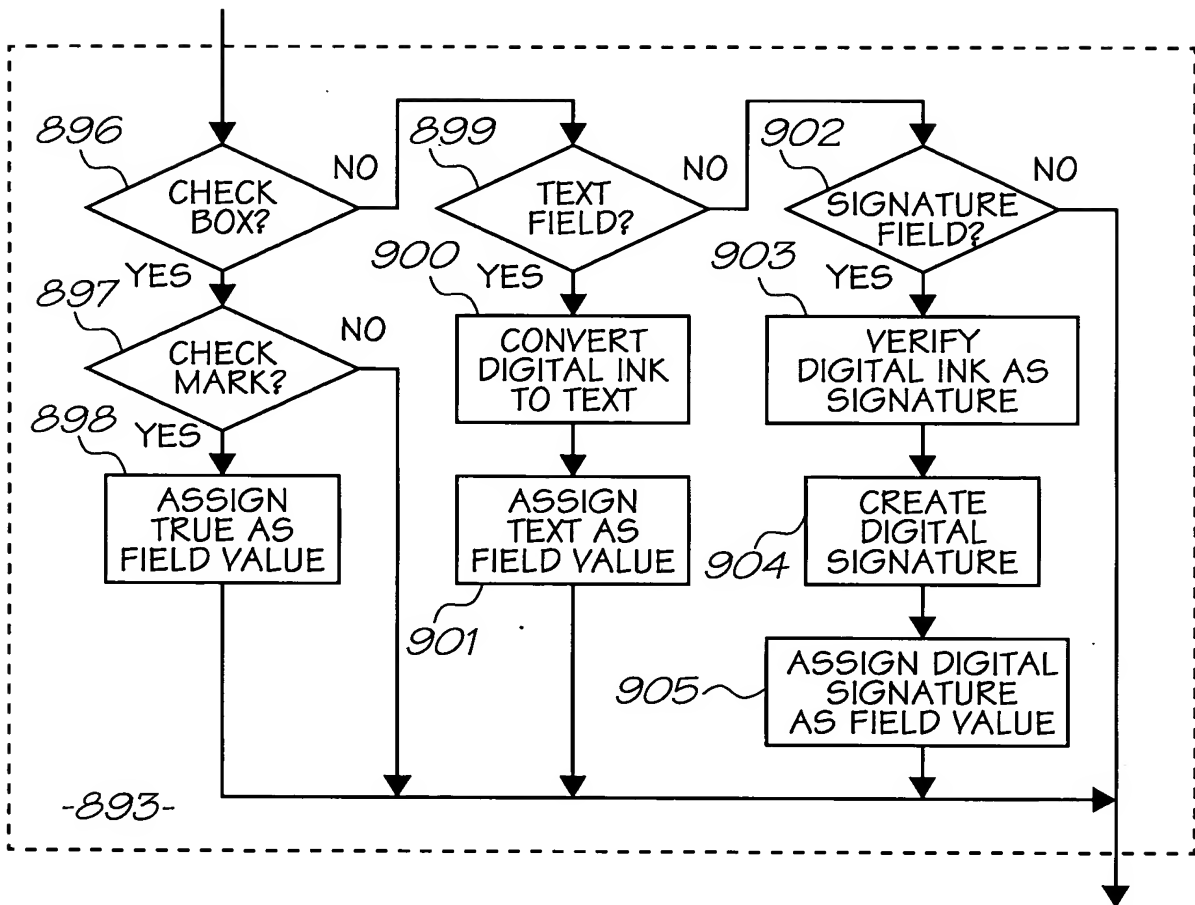 896
CHECK
BOX?
NO
YES
897
CHECK
MARK?
NO
YES
898
ASSIGN
TRUE AS
FIELD VALUE
899
TEXT
FIELD?
NO
YES
900
CONVERT
DIGITAL INK
TO TEXT
ASSIGN
TEXT AS
FIELD VALUE
901
902
SIGNATURE
FIELD?
NO
YES
903
VERIFY
DIGITAL INK AS
SIGNATURE
CREATE
DIGITAL
SIGNATURE
904
ASSIGN DIGITAL
SIGNATURE
AS FIELD VALUE
905
-893-